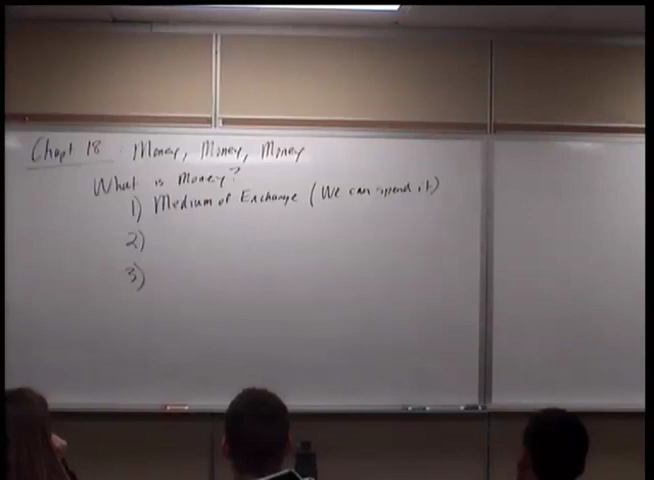 Chapt 18 : Money, Money, Money
What is Money?
1) Medium of Exchange (We can spend it)
2)
3)